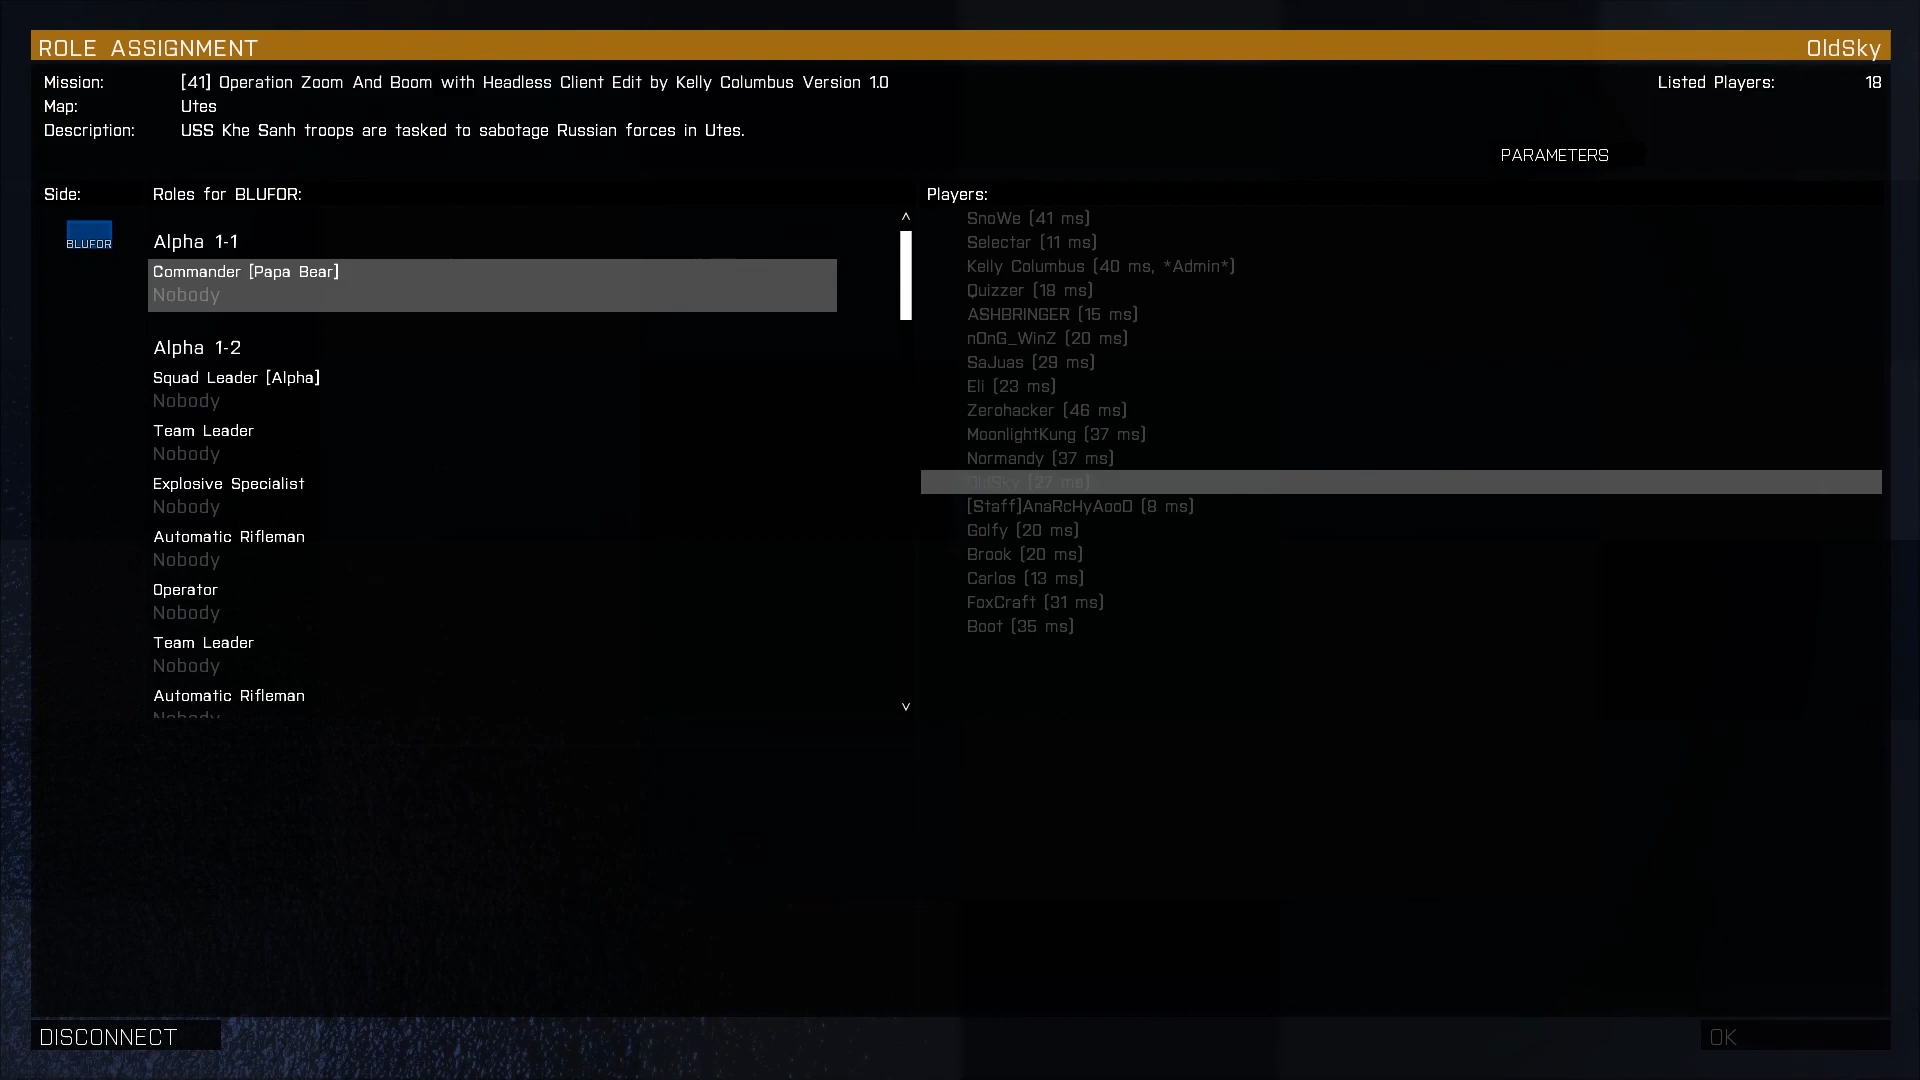 ROLE ASSIGNMENT OldSky
Mission: [41] Operation Zoom And Boom with Headless Client Edit by Kelly Columbus Version 1.0 Listed Players: 18
Map: Utes
Description: USS Khe Sanh troops are tasked to sabotage Russian forces in Utes.
PARAMETERS
Side: Roles for BLUFOR: Players:
BLUFOR
Alpha 1-1
Commander [Papa Bear]
Nobody
Alpha 1-2
Squad Leader [Alpha]
Nobody
Team Leader
Nobody
Explosive Specialist
Nobody
Automatic Rifleman
Nobody
Operator
Nobody
Team Leader
Nobody
Automatic Rifleman
Nobody
SnoWe (41 ms)
Selectar (11 ms)
Kelly Columbus (40 ms, *Admin*)
Quizzer (18 ms)
ASHBRINGER (15 ms)
nOnG_WinZ (20 ms)
SaJuas (29 ms)
Eli (23 ms)
Zerohacker (46 ms)
MoonlightKung (37 ms)
Normandy (37 ms)
OldSky (27 ms)
[Staff]AnaRcHyAooD (8 ms)
Golfy (20 ms)
Brook (20 ms)
Carlos (13 ms)
FoxCraft (31 ms)
Boot (35 ms)
DISCONNECT OK